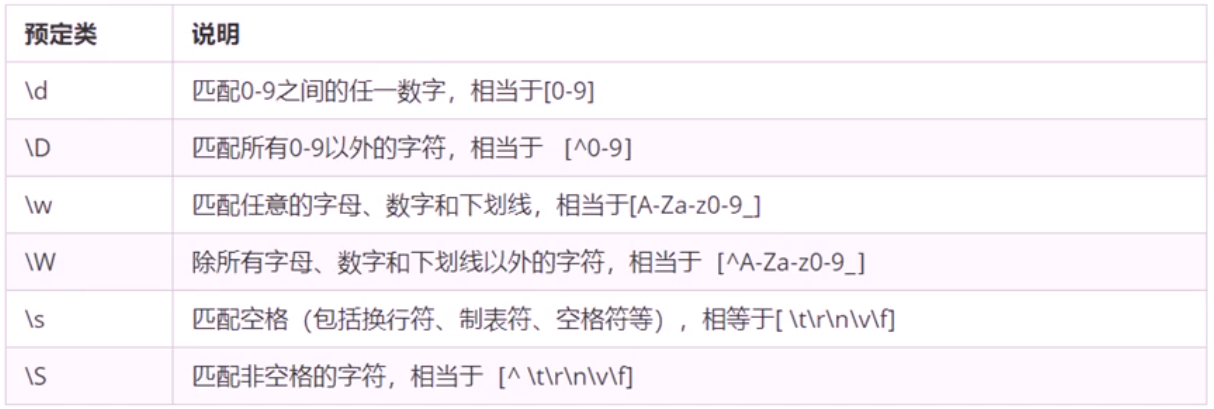 预定类 说明
\d 匹配0-9之间的任一数字，相当于[0-9]
\D 匹配所有0-9以外的字符，相当于 [^0-9]
\w 匹配任意的字母、数字和下划线，相当于[A-Za-z0-9_]
\W 除所有字母、数字和下划线以外的字符，相当于 [^A-Za-z0-9_]
\s 匹配空格（包括换行符、制表符、空格符等），相等于[ \t\r\n\v\f]
\S 匹配非空格的字符，相当于 [^ \t\r\n\v\f]